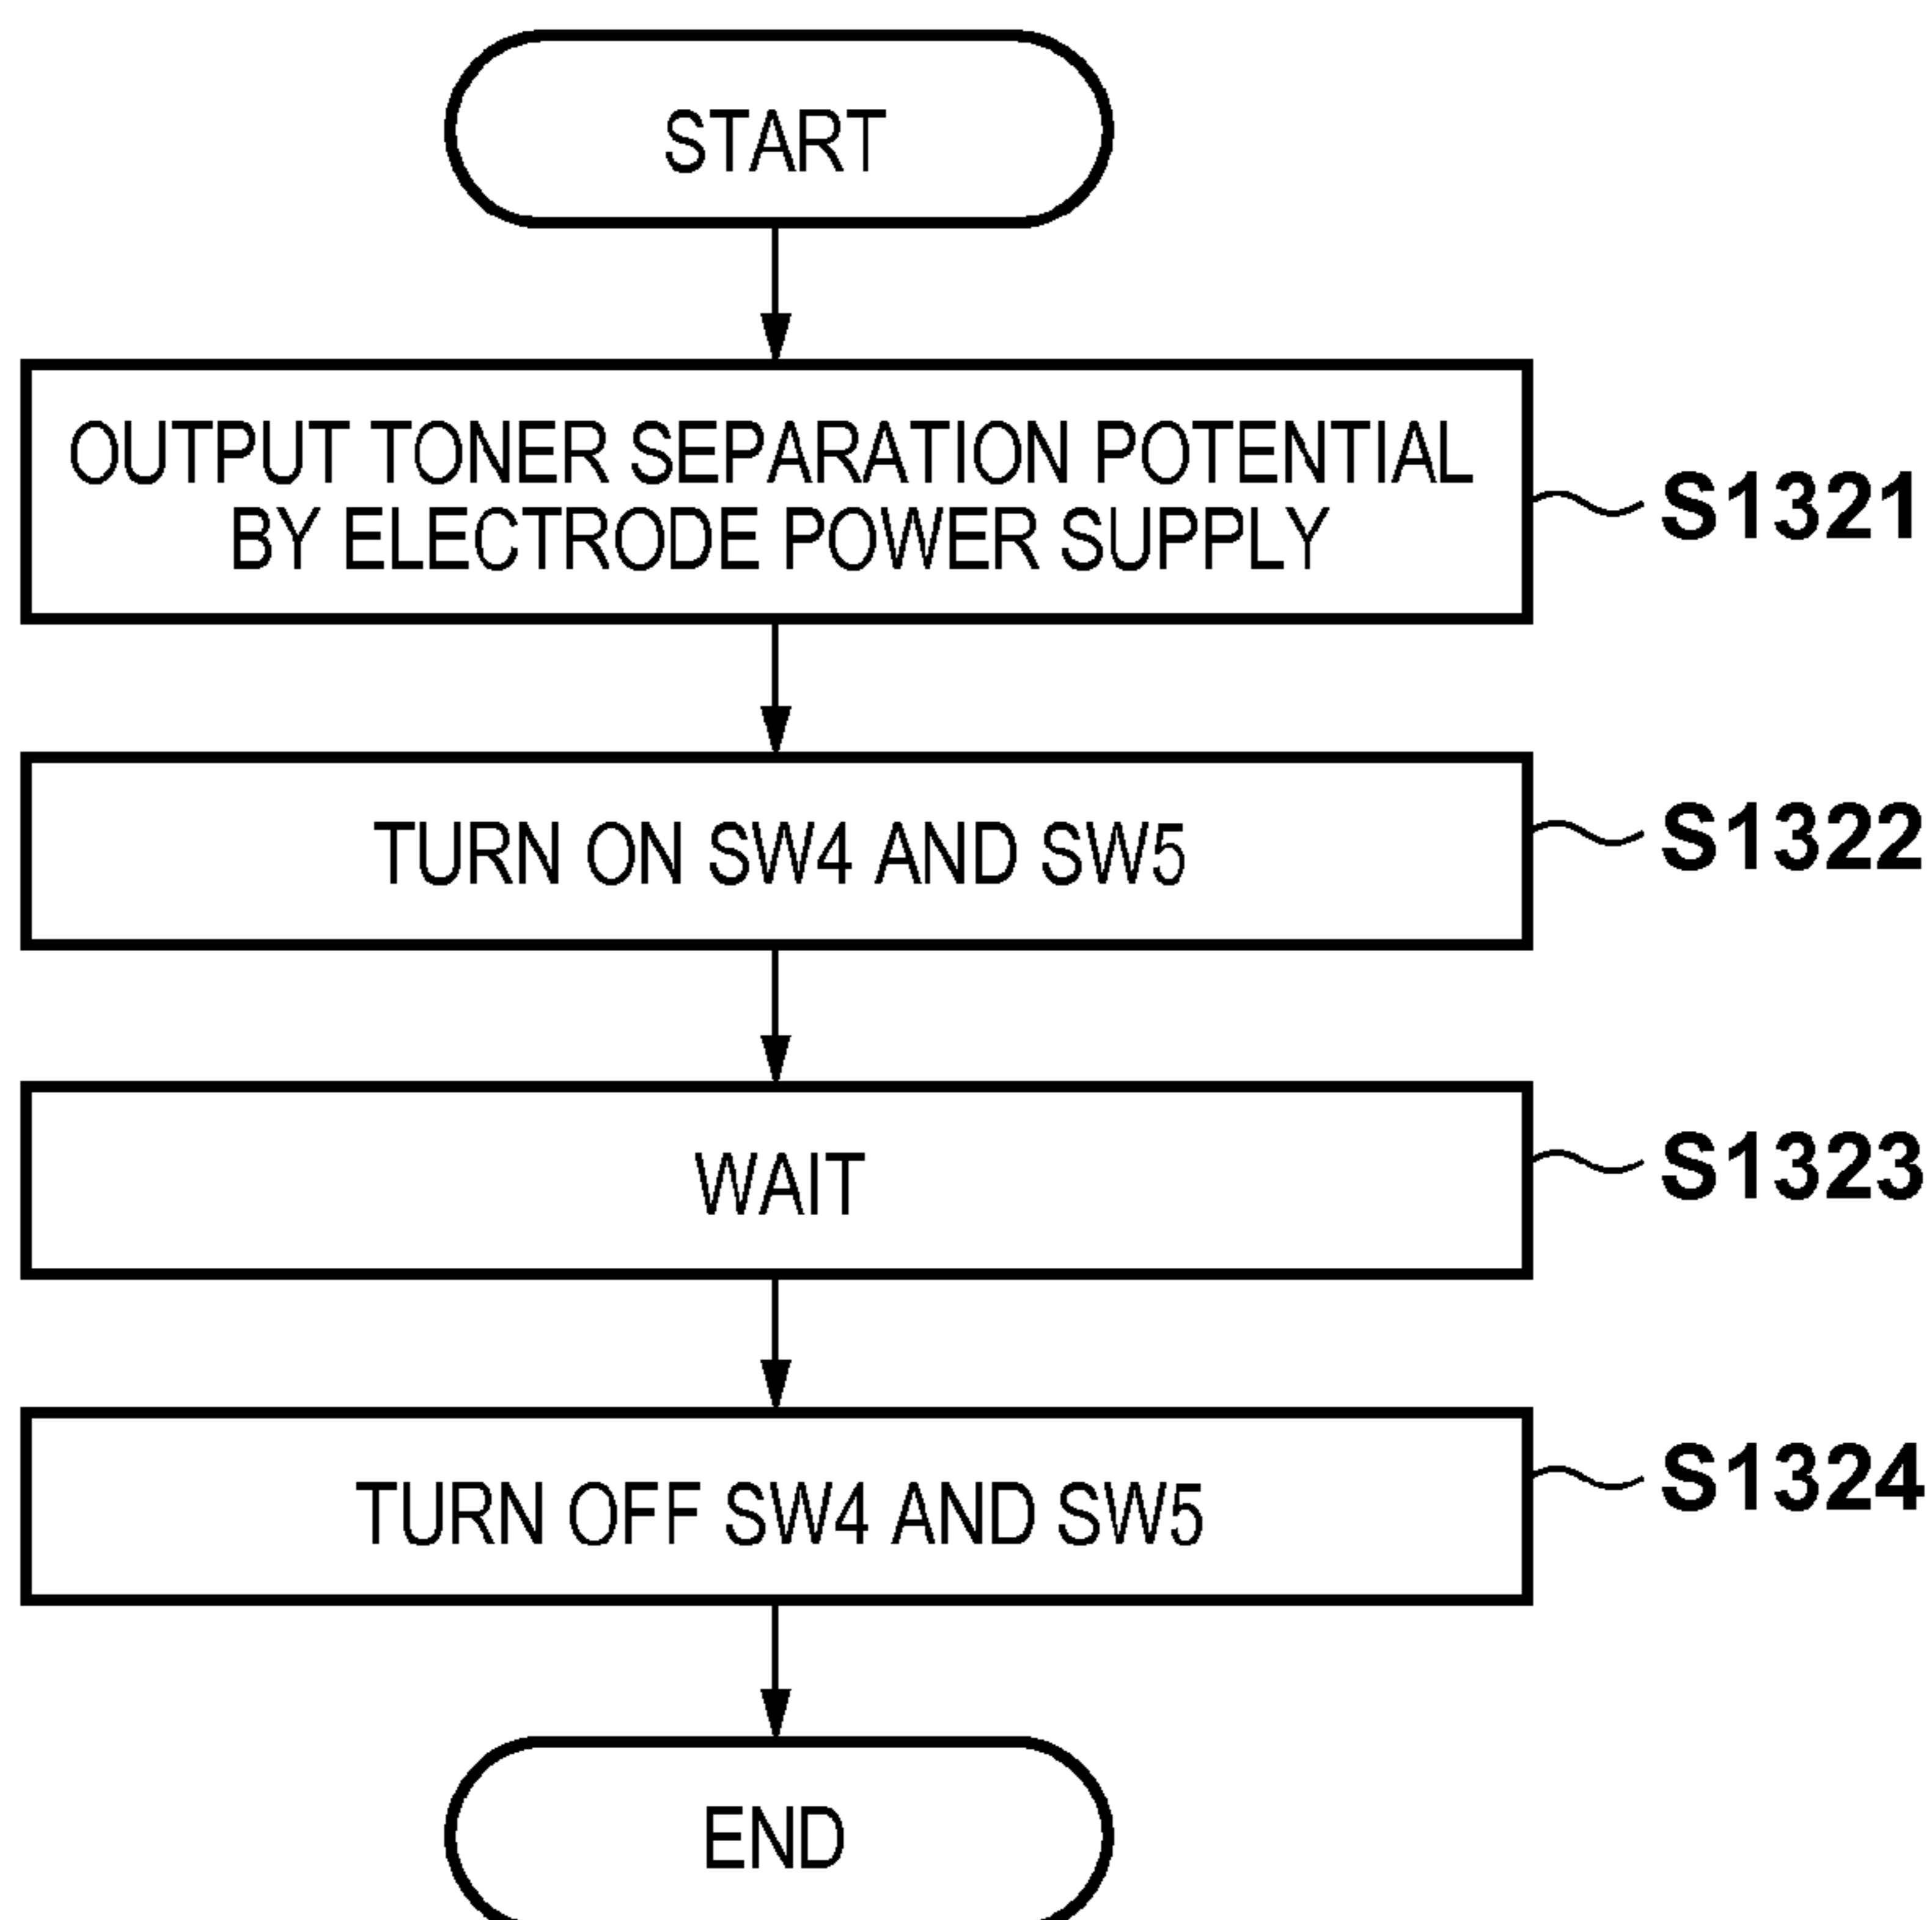 START
OUTPUT TONER SEPARATION POTENTIAL
BY ELECTRODE POWER SUPPLY
S1321
TURN ON SW4 AND SW5
S1322
WAIT
S1323
TURN OFF SW4 AND SW5
S1324
END